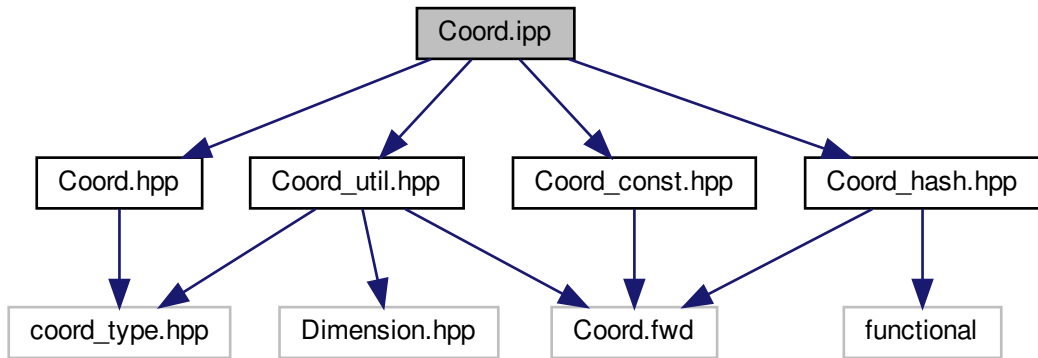 Coord.ipp
Coord.hpp
Coord_util.hpp
Coord_const.hpp
Coord_hash.hpp
coord_type.hpp
Dimension.hpp
Coord.fwd
functional